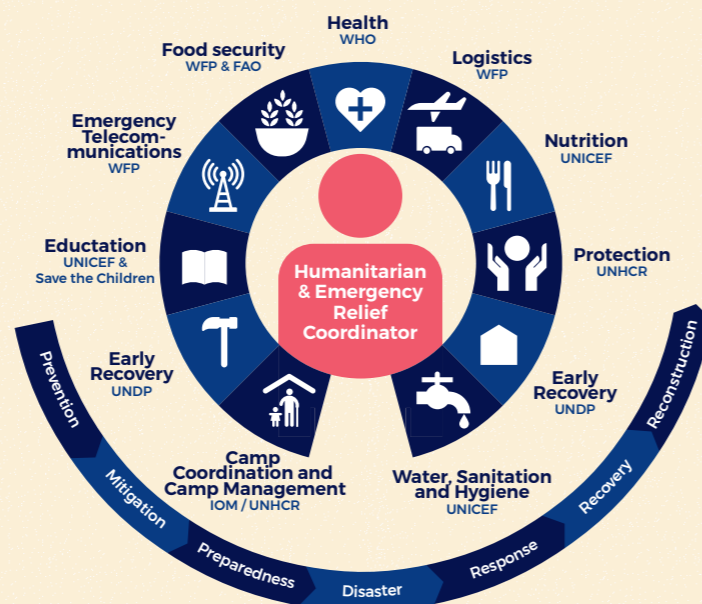 Health
WHO
Food security
WFP & FAO
Logistics
WFP
Emergency
Telecom-
munications
WFP
Nutrition
UNICEF
Eductation
UNICEF &
Save the Children
Protection
UNHCR
Humanitarian
& Emergency
Relief
Coordinator
Early
Recovery
UNDP
Early
Recovery
UNDP
Camp
Coordination and
Camp Management
IOM / UNHCR
Water, Sanitation
and Hygiene
UNICEF
Prevention
Mitigation
Preparedness
Disaster
Response
Recovery
Reconstruction